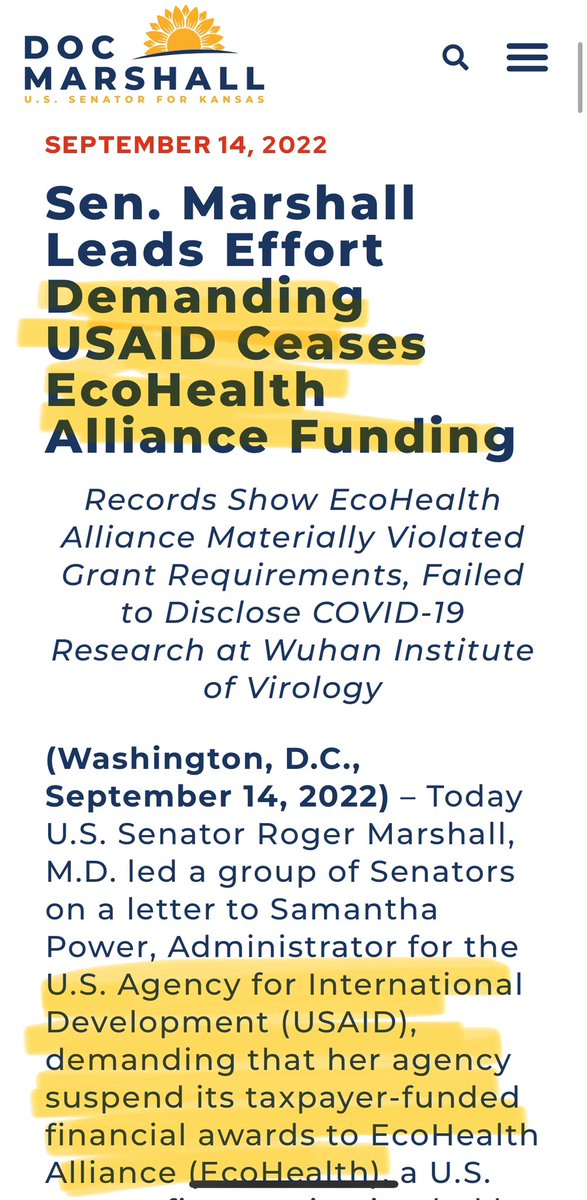 DOC
MARSHALL
U.S. SENATOR FOR KANSAS
SEPTEMBER 14, 2022
Sen. Marshall
Leads Effort
Demanding
USAID Ceases
EcoHealth
Alliance Funding
Records Show EcoHealth
Alliance Materially Violated
Grant Requirements, Failed
to Disclose COVID-19
Research at Wuhan Institute
of Virology
(Washington, D.C.,
September 14, 2022) – Today
U.S. Senator Roger Marshall,
M.D. led a group of Senators
on a letter to Samantha
Power, Administrator for the
U.S. Agency for International
Development (USAID),
demanding that her agency
suspend its taxpayer-funded
financial awards to EcoHealth
Alliance (EcoHealth), a U.S.